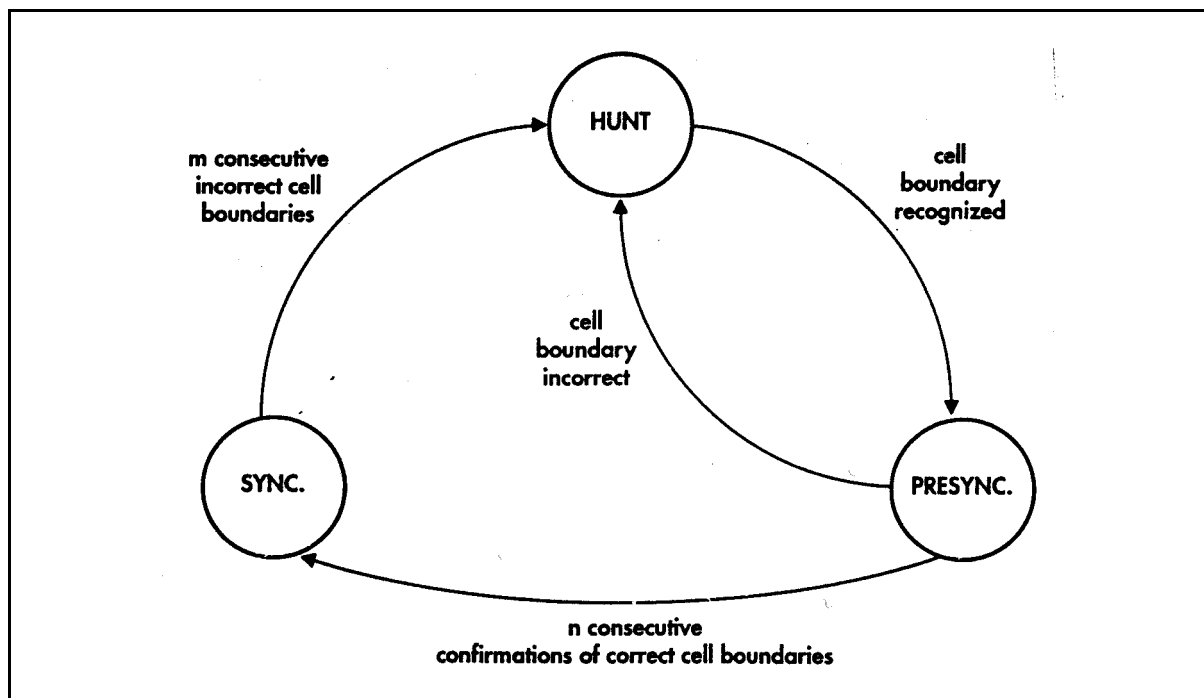 HUNT
m consecutive
incorrect cell
boundaries
cell
boundary
recognized
cell
boundary
incorrect
SYNC.
PRESYNC.
n consecutive
confirmations of correct cell boundaries